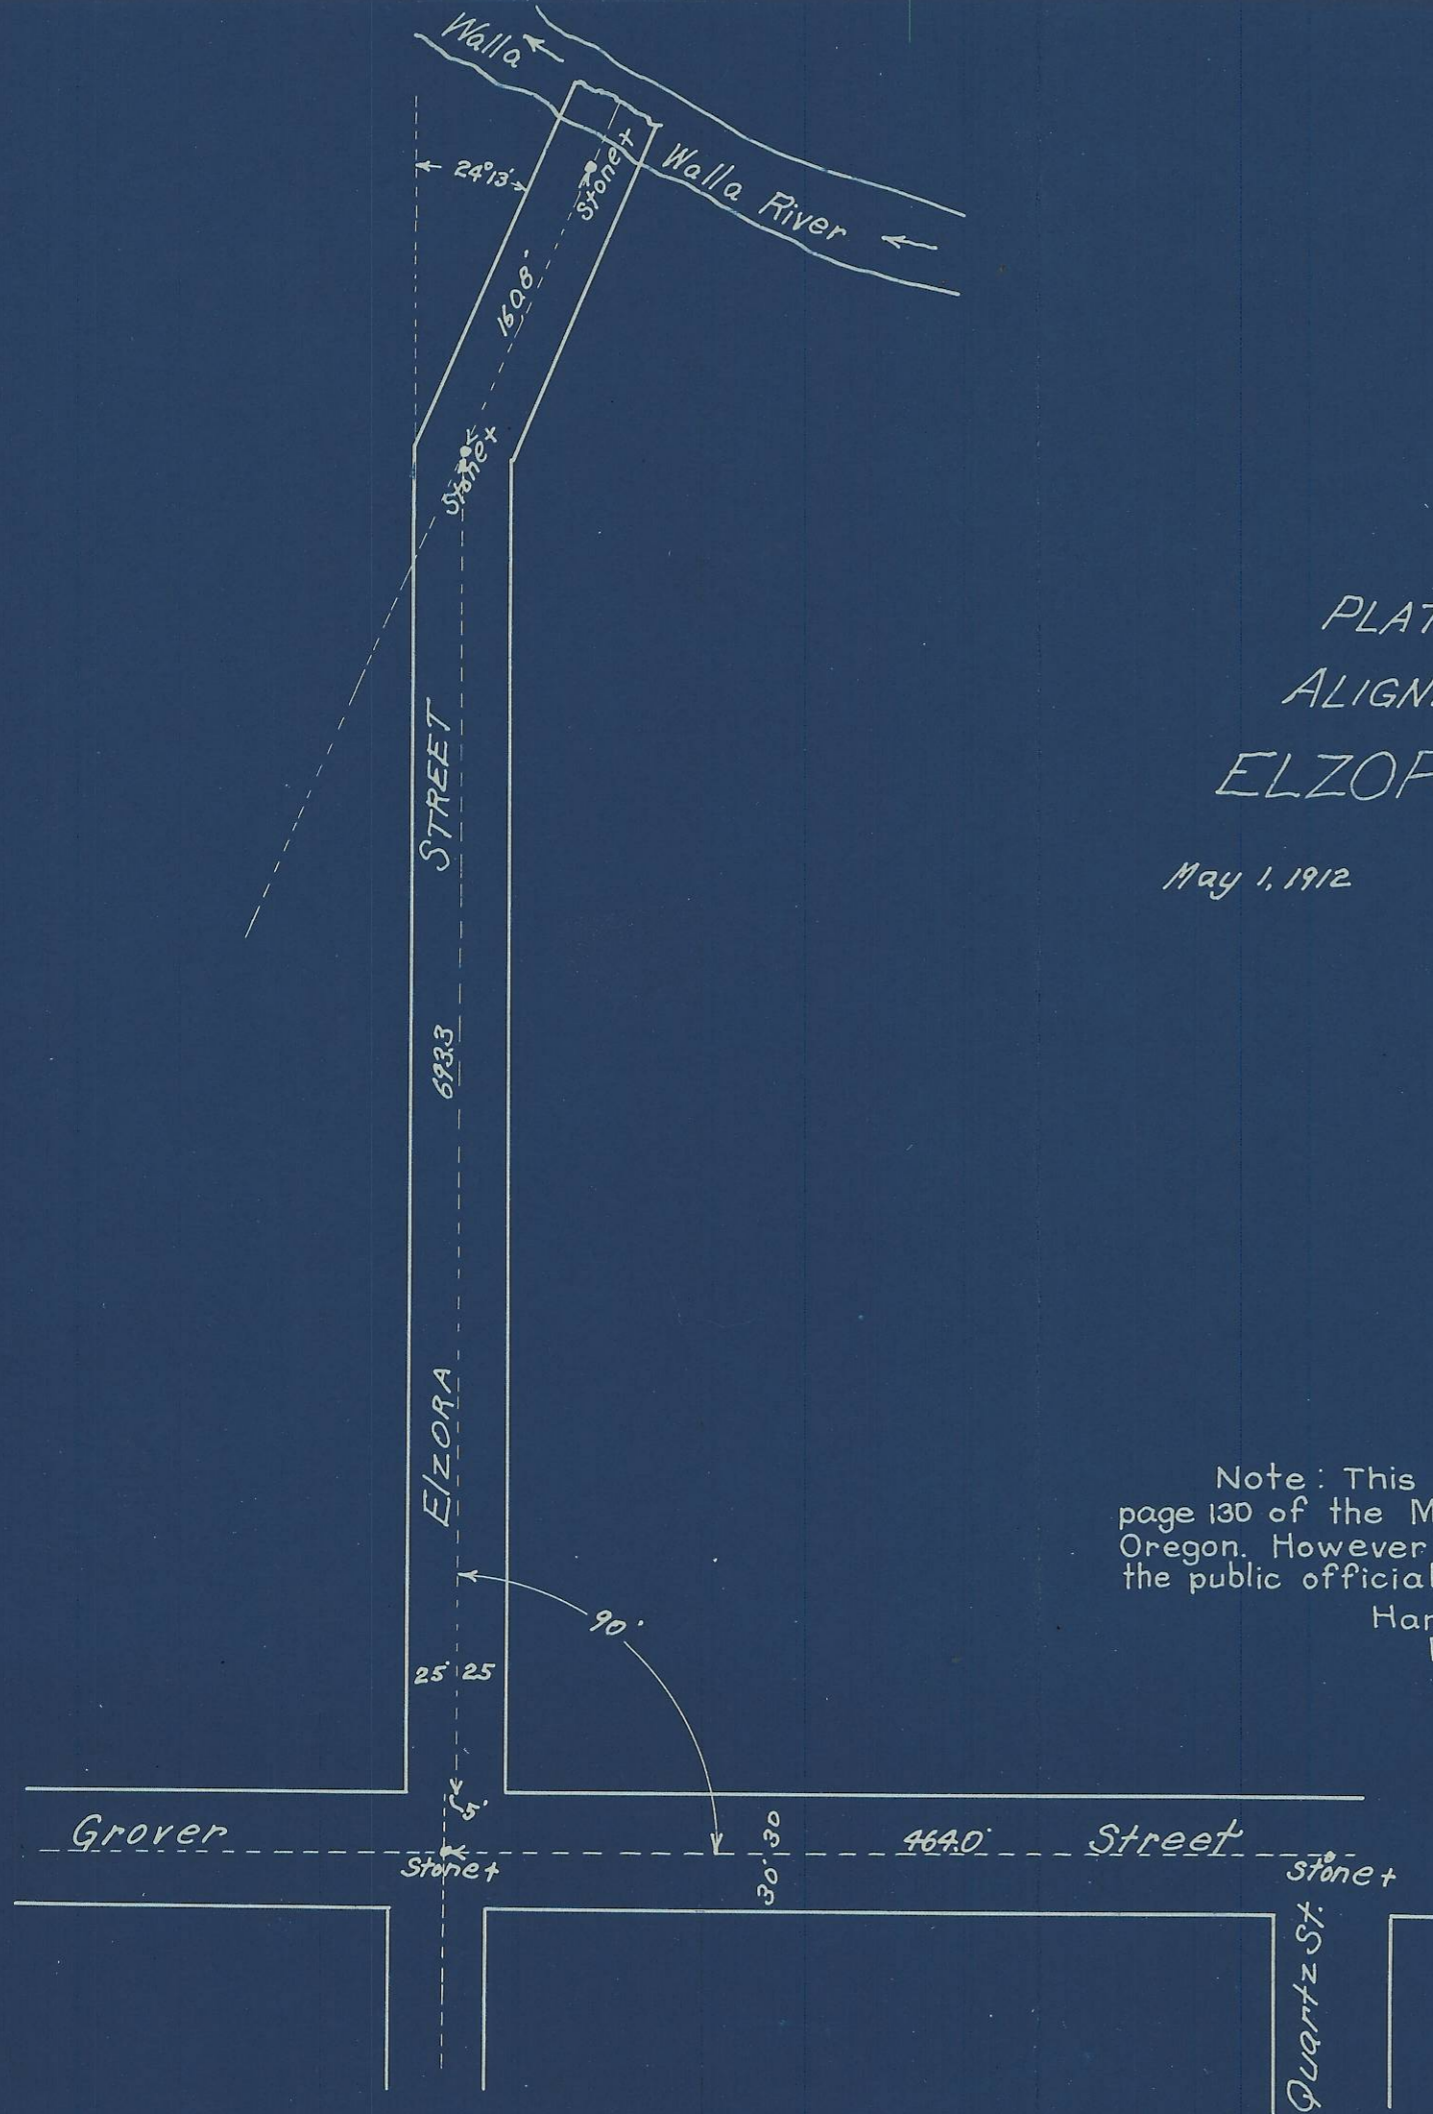 Walla
Walla River
24°13'
Stone+
160.8'
Stone+
STREET
PLAT
ALIGN
ELZOR
May 1, 1912
693.3
ElzORA
Note: This
page 130 of the M
Oregon. However
the public official
Har
90°
25' 25
5'
Grover
464.0' Street
30' 30
Stone+
stone+
Quartz St.